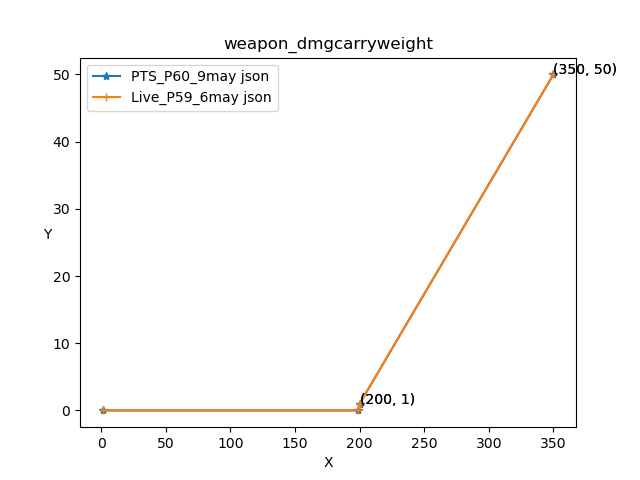 weapon_dmgcarryweight
PTS_P60_9may json
Live_P59_6may json
(350, 50)
(200, 1)
50
40
30
20
10
0
Y
0 50 100 150 200 250 300 350
X